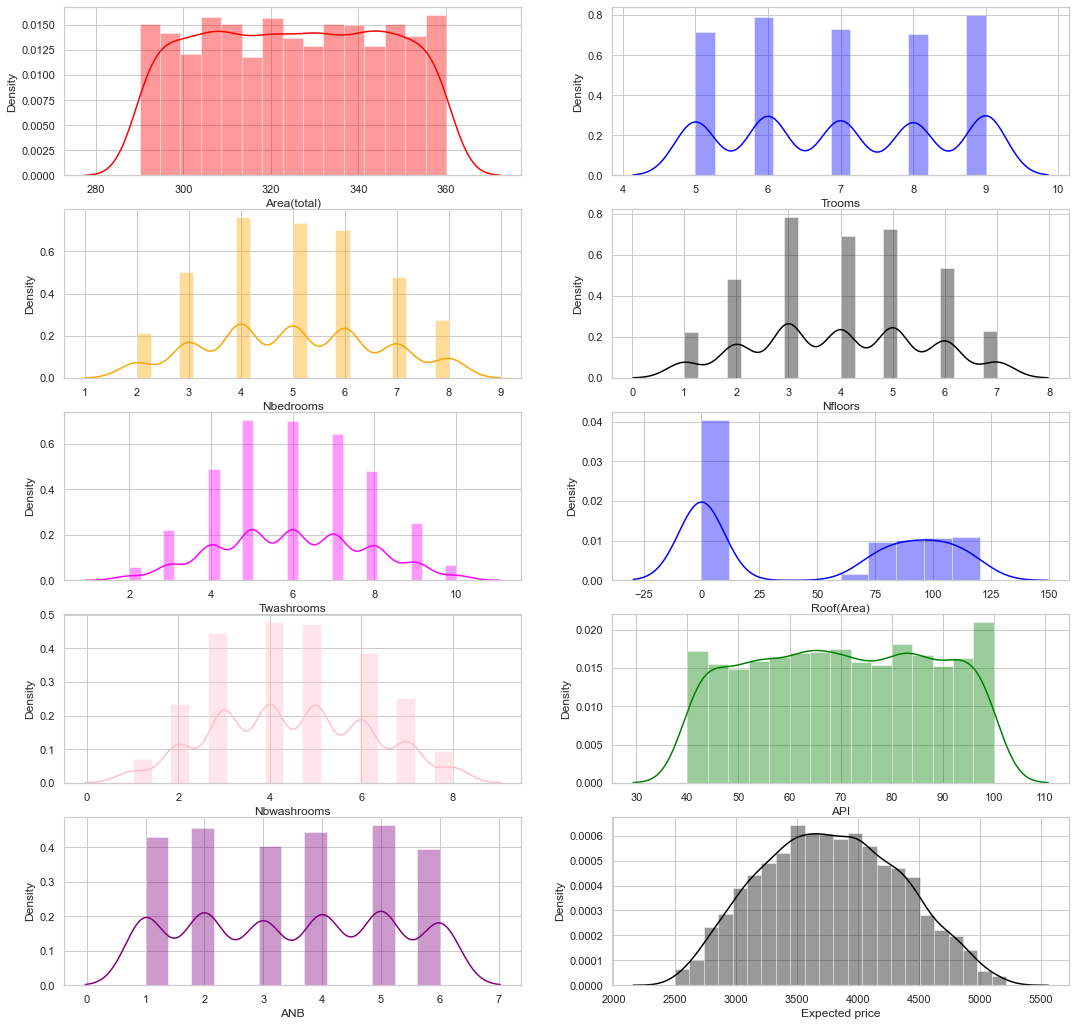 0.0150
0.0125
0.0100
0.0075
0.0050
0.0025
0.0000
Density
280 300 320 340 360
Area(total)
0.8
0.6
0.4
0.2
0.0
Density
4 5 6 7 8 9 10
Trooms
0.6
0.4
0.2
0.0
Density
1 2 3 4 5 6 7 8 9
Nbedrooms
0.8
0.6
0.4
0.2
0.0
Density
0 1 2 3 4 5 6 7 8
Nfloors
0.6
0.4
0.2
0.0
Density
2 4 6 8 10
Twashrooms
0.04
0.03
0.02
0.01
0.00
Density
−25 0 25 50 75 100 125 150
Roof(Area)
0.5
0.4
0.3
0.2
0.1
0.0
Density
0 2 4 6 8
Nbwashrooms
0.020
0.015
0.010
0.005
0.000
Density
30 40 50 60 70 80 90 100 110
API
0.4
0.3
0.2
0.1
0.0
Density
0 1 2 3 4 5 6 7
ANB
0.0006
0.0005
0.0004
0.0003
0.0002
0.0001
0.0000
Density
2000 2500 3000 3500 4000 4500 5000 5500
Expected price